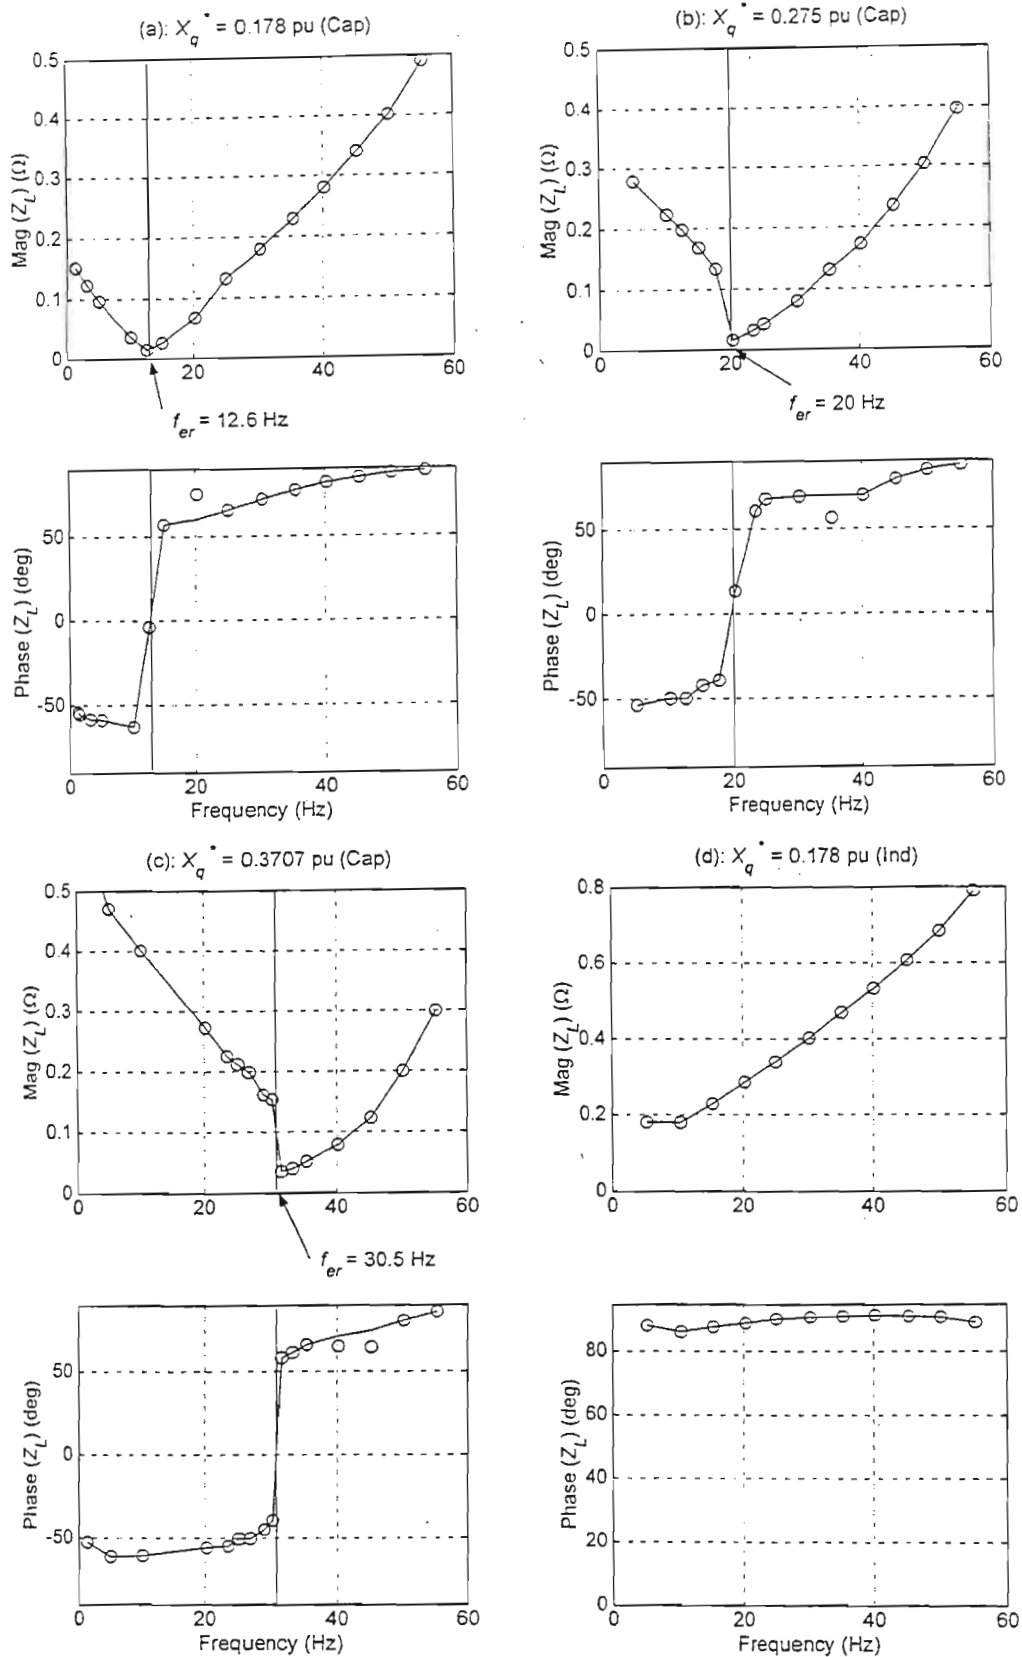 (a): X_q* = 0.178 pu (Cap)
Mag (Z_L) (Ω)
0.5
0.4
0.3
0.2
0.1
0
0 20 40 60
f_er = 12.6 Hz
(b): X_q* = 0.275 pu (Cap)
Mag (Z_L) (Ω)
0.5
0.4
0.3
0.2
0.1
0
0 20 40 60
f_er = 20 Hz
Phase (Z_L) (deg)
50
0
-50
0 20 40 60
Frequency (Hz)
Phase (Z_L) (deg)
50
0
-50
0 20 40 60
Frequency (Hz)
(c): X_q* = 0.3707 pu (Cap)
Mag (Z_L) (Ω)
0.5
0.4
0.3
0.2
0.1
0
0 20 40 60
f_er = 30.5 Hz
(d): X_q* = 0.178 pu (Ind)
Mag (Z_L) (Ω)
0.8
0.6
0.4
0.2
0
0 20 40 60
Phase (Z_L) (deg)
50
0
-50
0 20 40 60
Frequency (Hz)
Phase (Z_L) (deg)
80
60
40
20
0
0 20 40 60
Frequency (Hz)